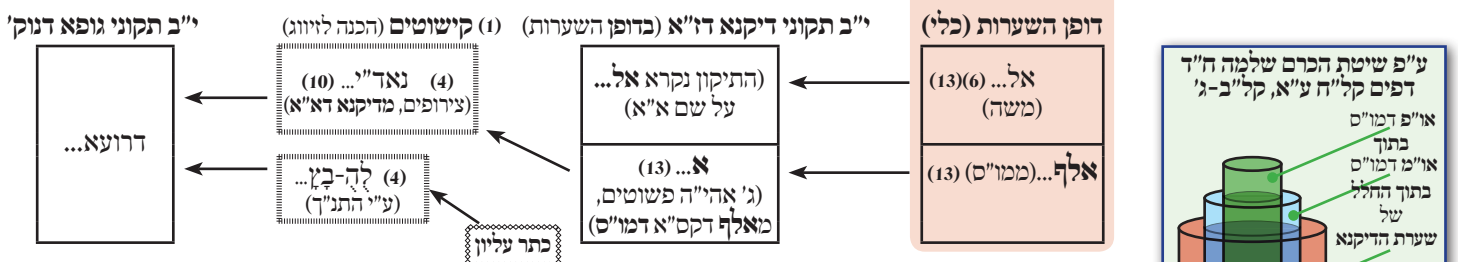 ע"פ שיטת הכרם שלמה ח"ד
דפים קל"ח ע"א, קל"ב-ג'
או"פ דמו"ס
בתוך
או"מ דמו"ס
בתוך החלל
של
שערת הדיקנא
דופן השערות (כלי)
אל... (6)(13)
(משה)
אלף...(ממו"ס) (13)
י"ב תקוני דיקנא דז"א (בדופן השערות)
(התיקון נקרא אל...
על שם א"א)
א... (13)
(ג' אהי"ה פשוטים,
מאלף דקס"א דמו"ס)
(1) קישוטים (הכנה לזיווג)
(4) נאד"י... (10)
(צירופים, מדיקנא דא"א)
(4) לְהֻ-בָּץָ...
(ע"י התנ"ך)
כתר עליון
י"ב תקוני גופא דנוק'
דרועא...